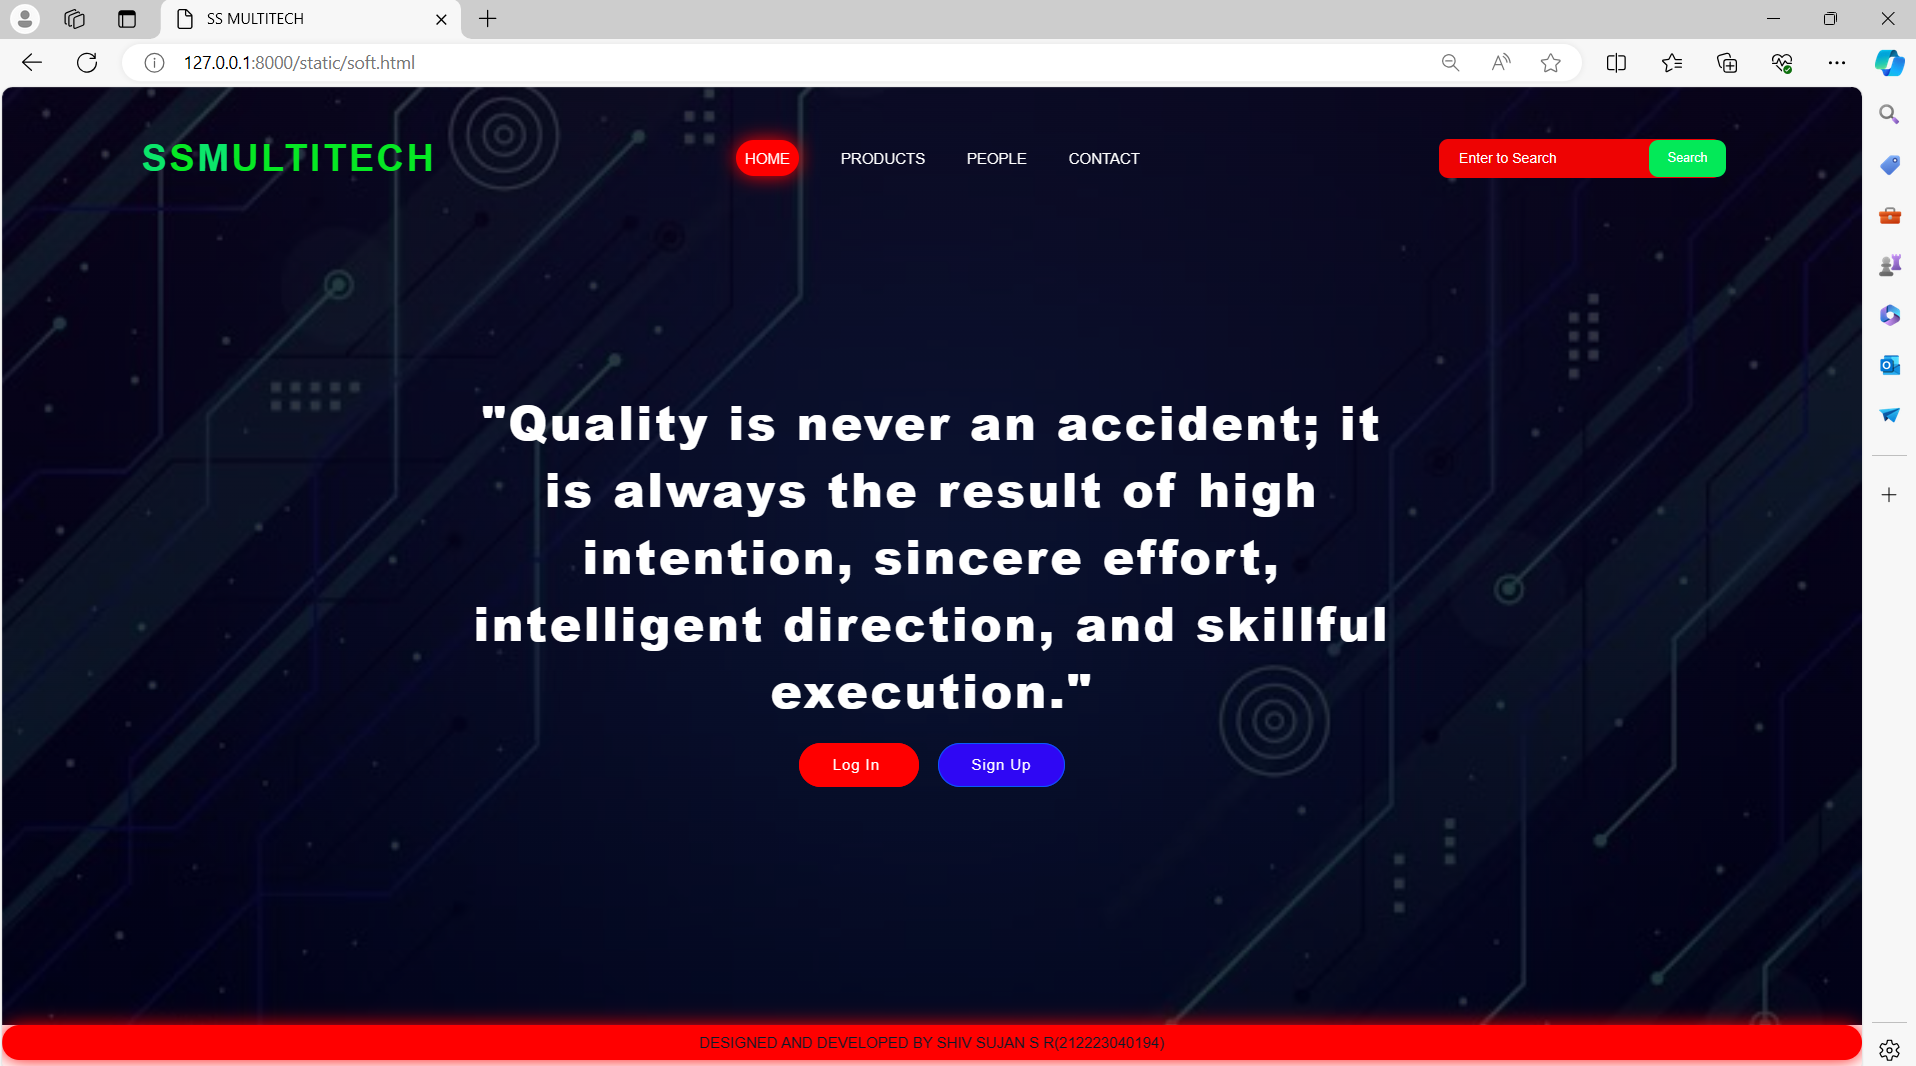 SS MULTITECH
127.0.0.1:8000/static/soft.html
SSMULTITECH
HOME PRODUCTS PEOPLE CONTACT
Enter to Search
Search
"Quality is never an accident; it
is always the result of high
intention, sincere effort,
intelligent direction, and skillful
execution."
Log In
Sign Up
DESIGNED AND DEVELOPED BY SHIV SUJAN S R(212223040194)